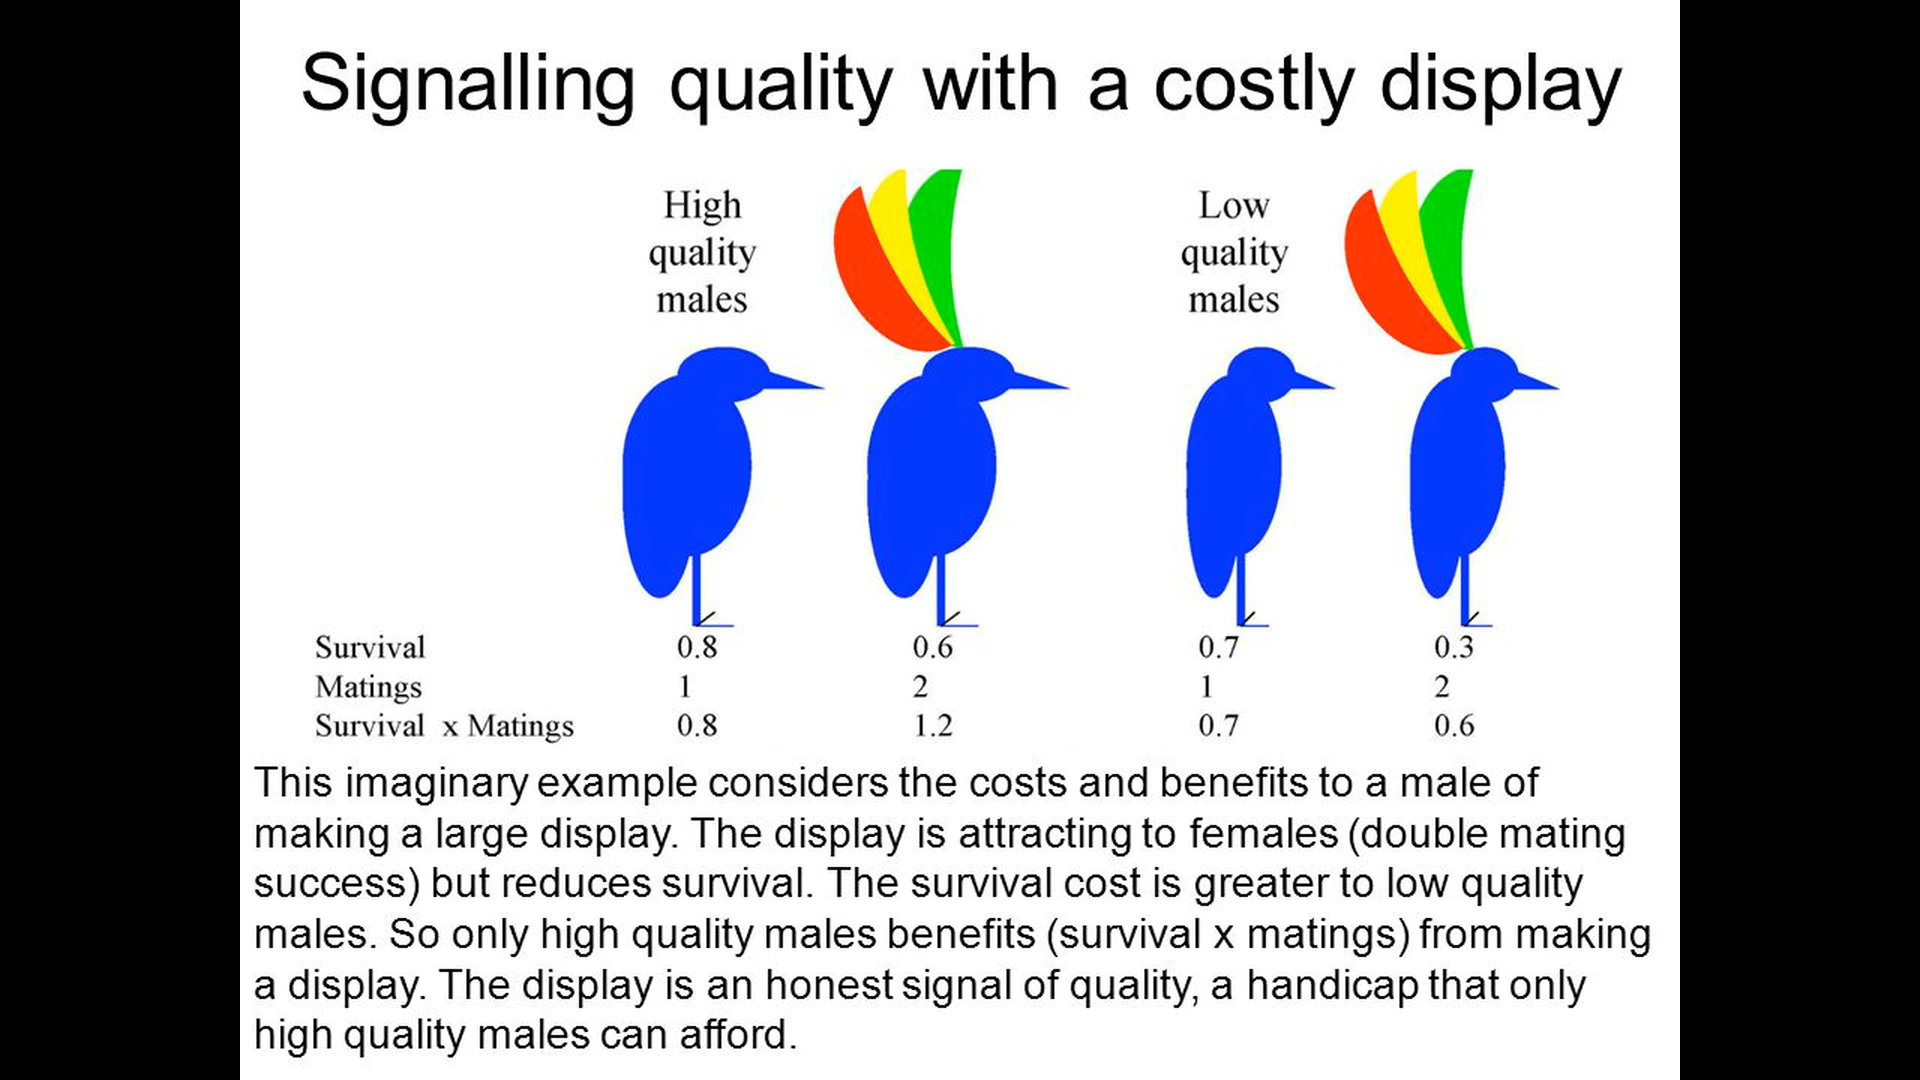 Signalling quality with a costly display
High
quality
males
Low
quality
males
Survival 0.8 0.6 0.7 0.3
Matings 1 2 1 2
Survival x Matings 0.8 1.2 0.7 0.6
This imaginary example considers the costs and benefits to a male of
making a large display. The display is attracting to females (double mating
success) but reduces survival. The survival cost is greater to low quality
males. So only high quality males benefits (survival x matings) from making
a display. The display is an honest signal of quality, a handicap that only
high quality males can afford.